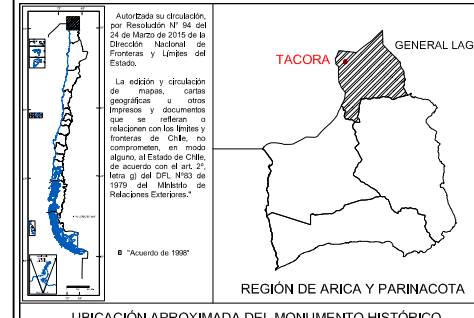 Autorizada su circulación,
por Resolución N° 94 del
24 de Marzo de 2015 de la
Dirección Nacional de
Fronteras y Límites del
Estado.
La edición y circulación
de mapas, cartas
geográficas u otros
impresos y documentos
que se refieran o
relacionen con los límites y
fronteras de Chile, no
comprometen, en modo
alguno, al Estado de Chile,
de acuerdo con el art. 2º,
letra g) del DFL Nº83 de
1979 del Ministerio de
Relaciones Exteriores."
"Acuerdo de 1998"
TACORA
GENERAL LAG
REGIÓN DE ARICA Y PARINACOTA
UBICACIÓN APROXIMADA DEL MONUMENTO HISTÓRICO